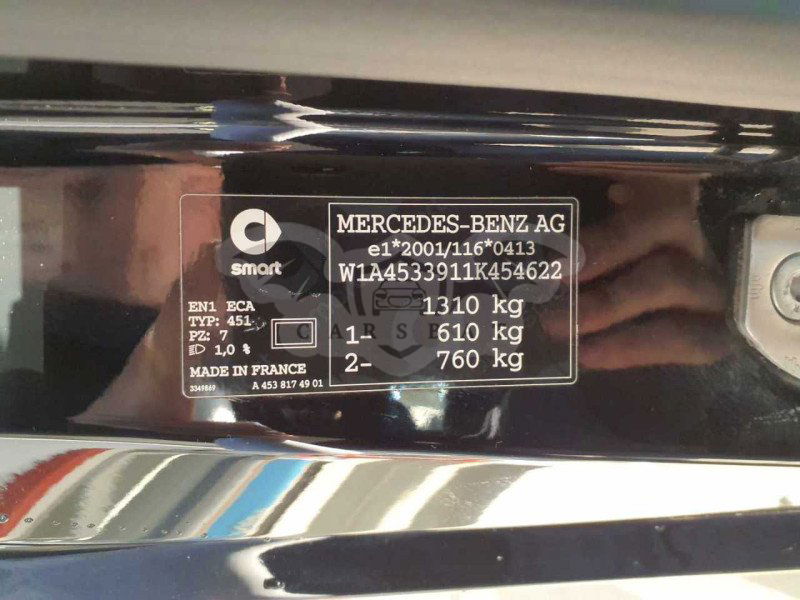 smart
EN1 ECA
TYP: 451
PZ: 7
1,0 %
MADE IN FRANCE
3349869
A 453 817 49 01
MERCEDES-BENZ AG
e1*2001/116*0413
W1A4533911K454622
1310 kg
1- 610 kg
2- 760 kg